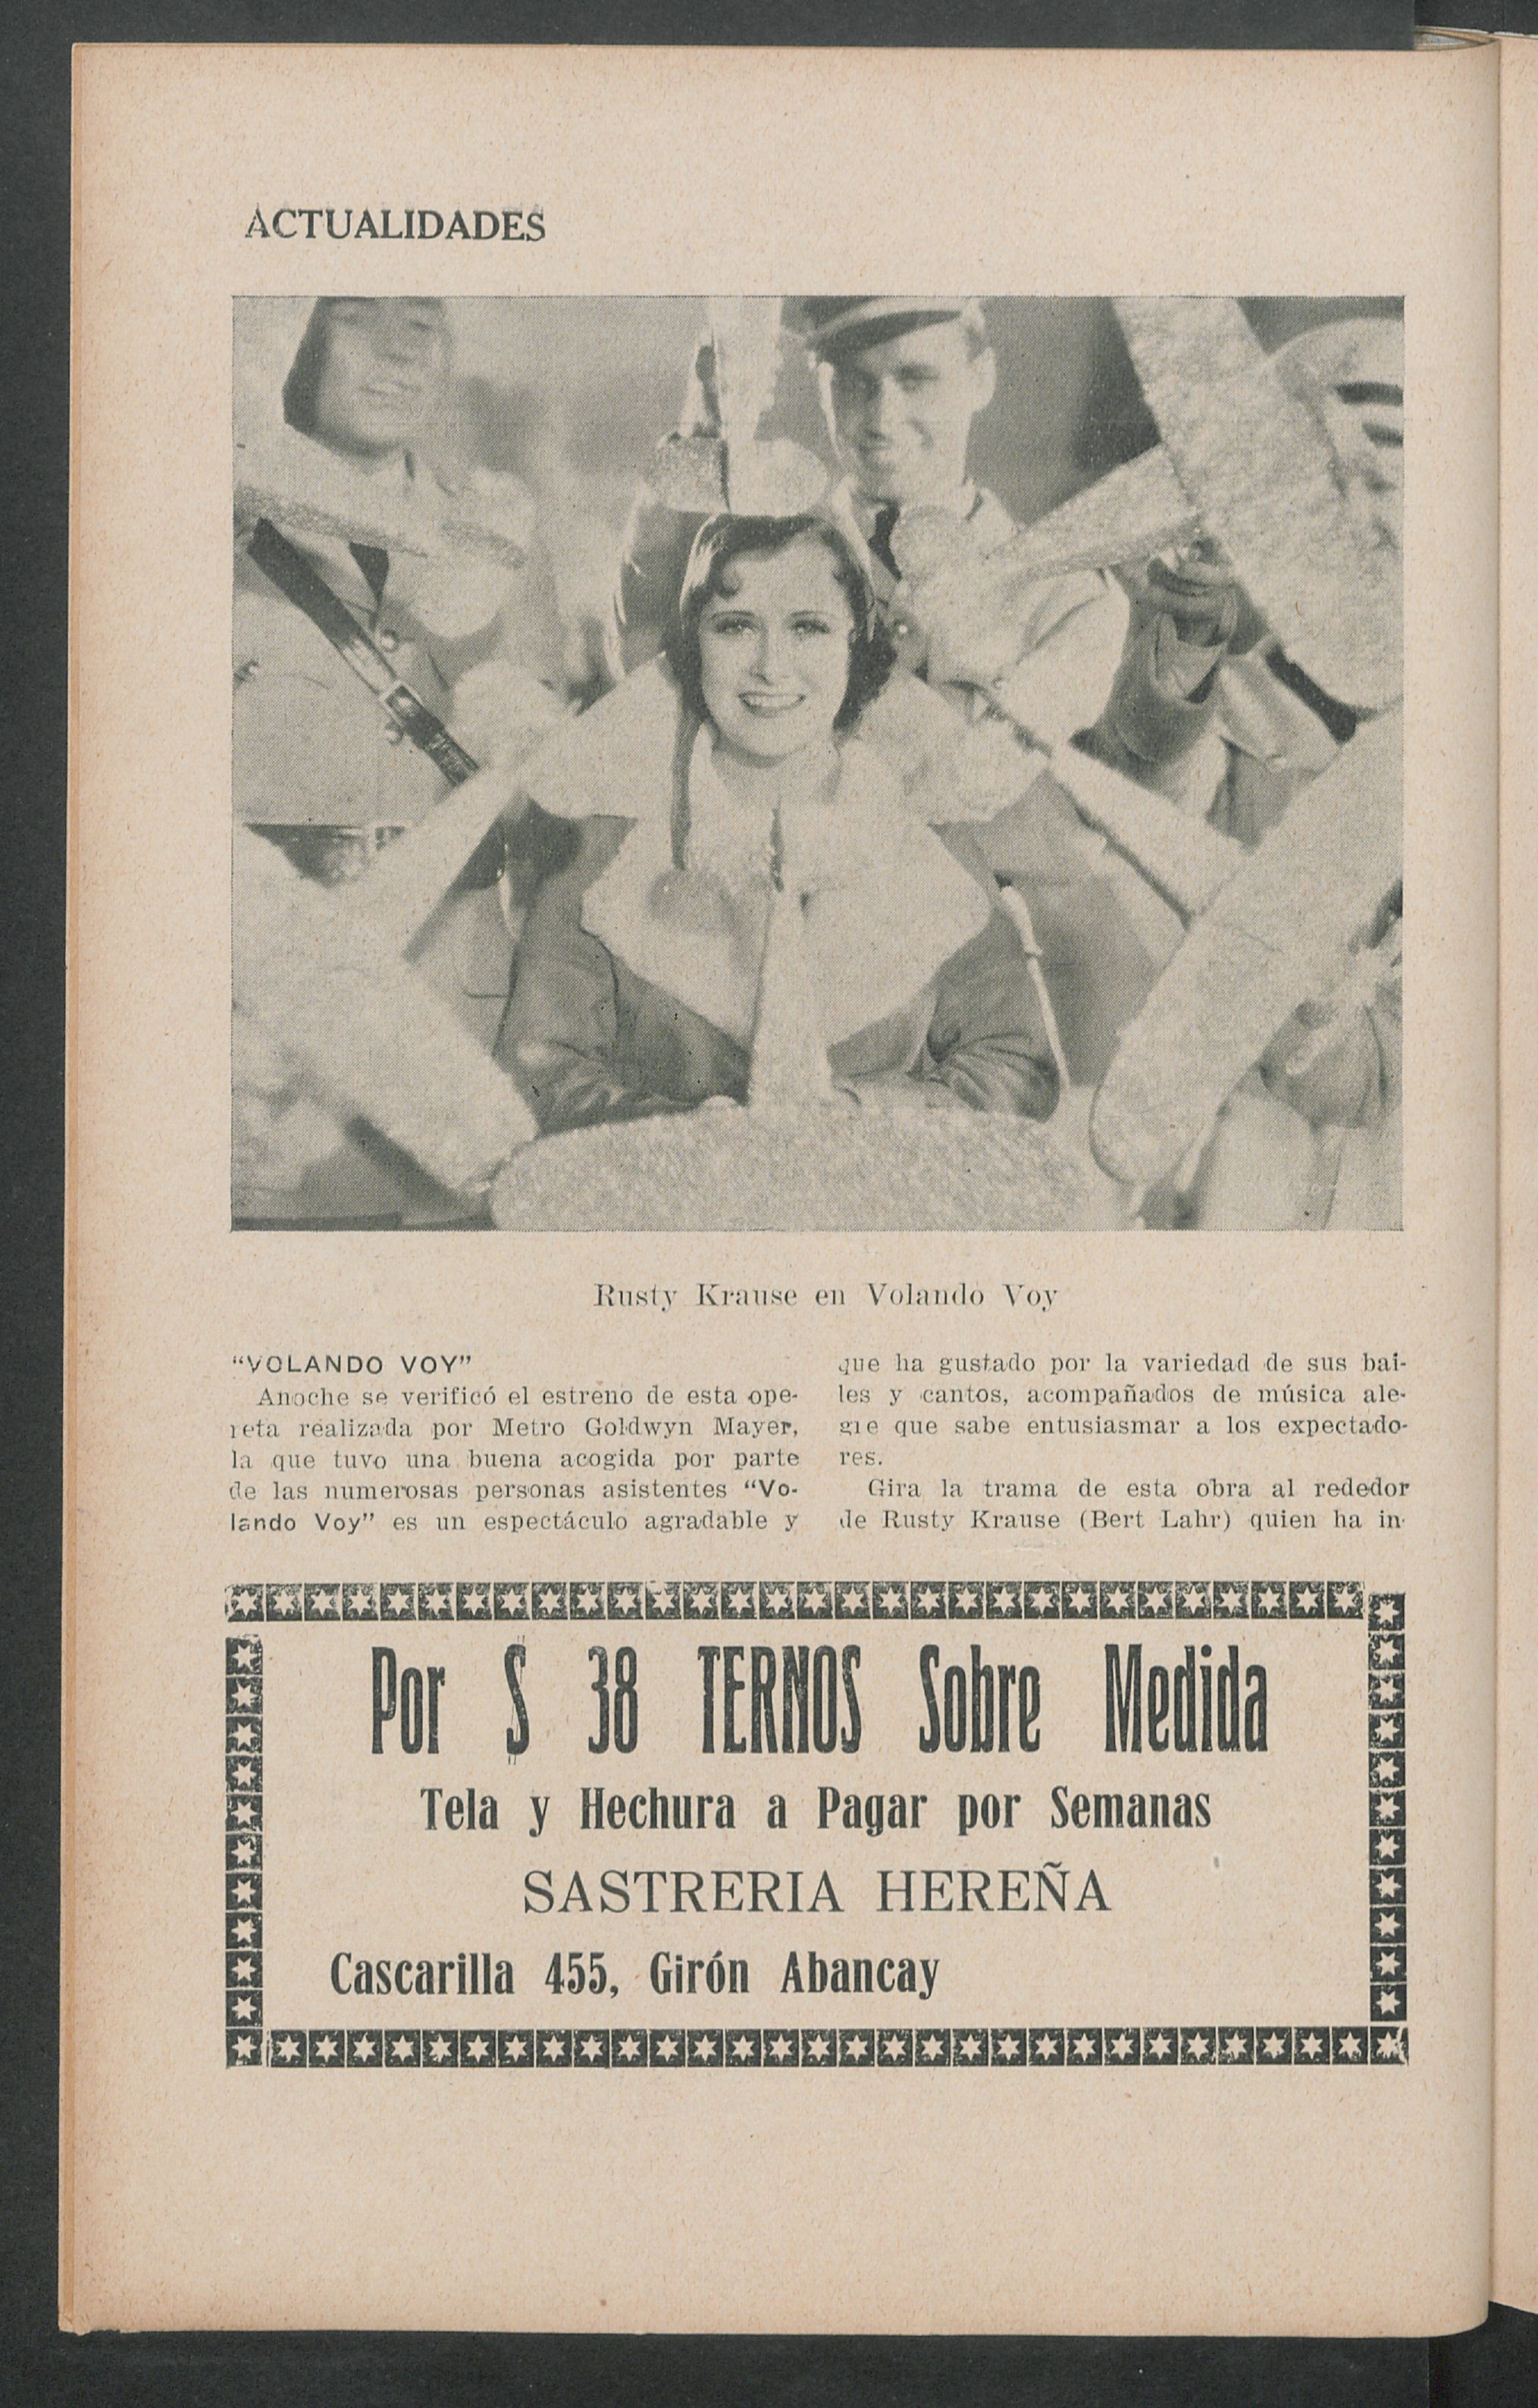 ACTUALIDADES
Rusty Krause en Volando Voy
“VOLANDO VOY”
Anoche se verificó el estreno de esta ope-
reta realizada por Metro Goldwyn Mayer,
la que tuvo una buena acogida por parte
de las numerosas personas asistentes “Vo-
lando Voy” es un espectáculo agradable y
que ha gustado por la variedad de sus bai-
les y cantos, acompañados de música ale-
gre que sabe entusiasmar a los expectado-
res.
Gira la trama de esta obra al rededor
de Rusty Krause (Bert Lahr) quien ha in-
Por $ 38 TERNOS Sobre Medida
Tela y Hechura a Pagar por Semanas
SASTRERIA HEREÑA
Cascarilla 455, Girón Abancay